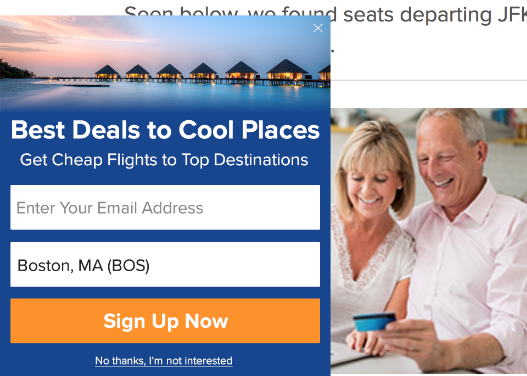 Seen below, we found seats departing JFK
.
Best Deals to Cool Places
Get Cheap Flights to Top Destinations
Enter Your Email Address
Boston, MA (BOS)
Sign Up Now
No thanks, I'm not interested